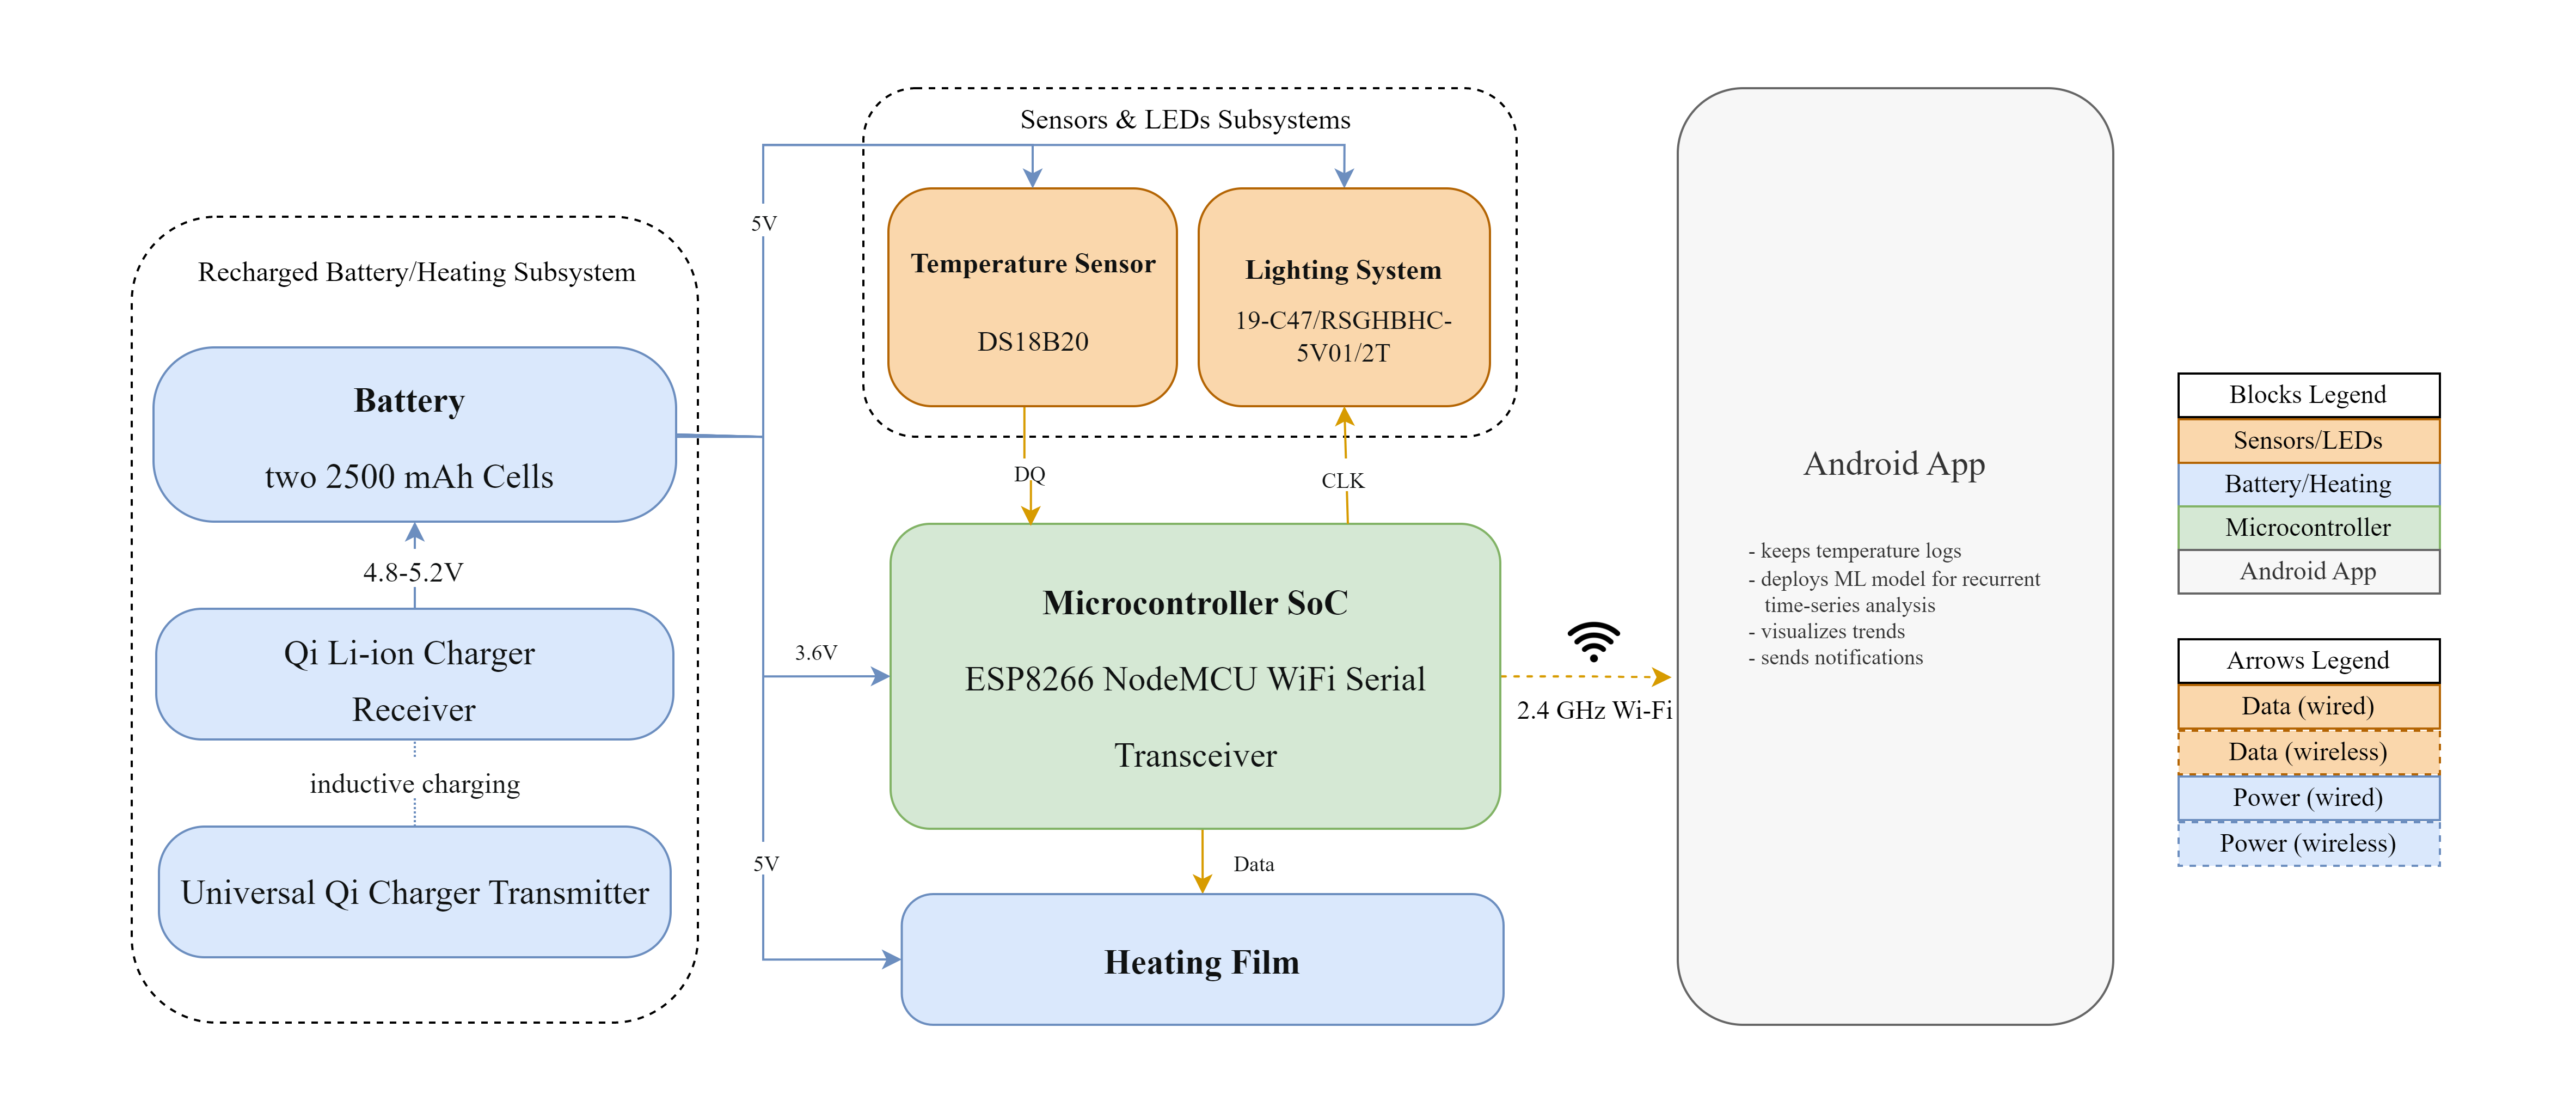 Recharged Battery/Heating Subsystem
Battery
two 2500 mAh Cells
4.8-5.2V
Qi Li-ion Charger
Receiver
inductive charging
Universal Qi Charger Transmitter
5V
3.6V
5V
Sensors & LEDs Subsystems
Temperature Sensor
DS18B20
Lighting System
19-C47/RSGHBHC-
5V01/2T
DQ
CLK
Microcontroller SoC
ESP8266 NodeMCU WiFi Serial
Transceiver
Data
Heating Film
2.4 GHz Wi-Fi
Android App
- keeps temperature logs
- deploys ML model for recurrent
time-series analysis
- visualizes trends
- sends notifications
Blocks Legend
Sensors/LEDs
Battery/Heating
Microcontroller
Android App
Arrows Legend
Data (wired)
Data (wireless)
Power (wired)
Power (wireless)